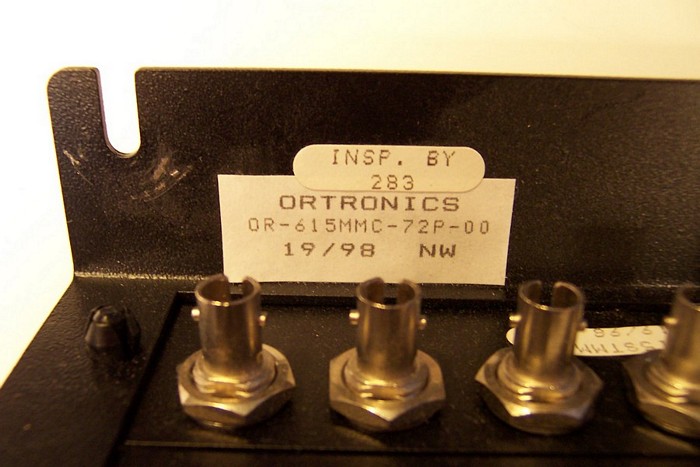 INSP. BY
283
ORTRONICS
OR-615MMC-72P-00
19/98 NW